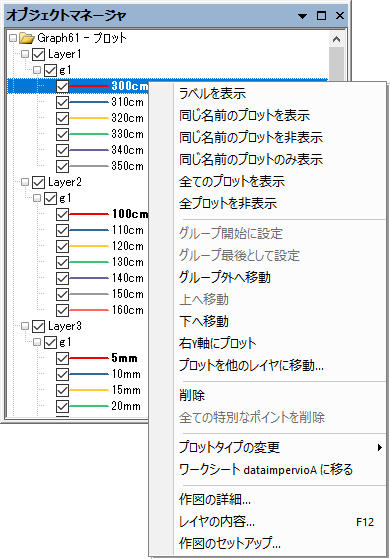 オブジェクトマネージャ
Graph61 - プロット
Layer1
g1
300cm
310cm
320cm
330cm
340cm
350cm
Layer2
g1
100cm
110cm
120cm
130cm
140cm
150cm
160cm
Layer3
g1
5mm
10mm
15mm
20mm
ラベルを表示
同じ名前のプロットを表示
同じ名前のプロットを非表示
同じ名前のプロットのみ表示
全てのプロットを表示
全プロットを非表示
グループ開始に設定
グループ最後として設定
グループ外へ移動
上へ移動
下へ移動
右Y軸にプロット
プロットを他のレイヤに移動...
削除
全ての特別なポイントを削除
プロットタイプの変更
ワークシート dataimpervioA に移る
作図の詳細...
レイヤの内容... F12
作図のセットアップ...